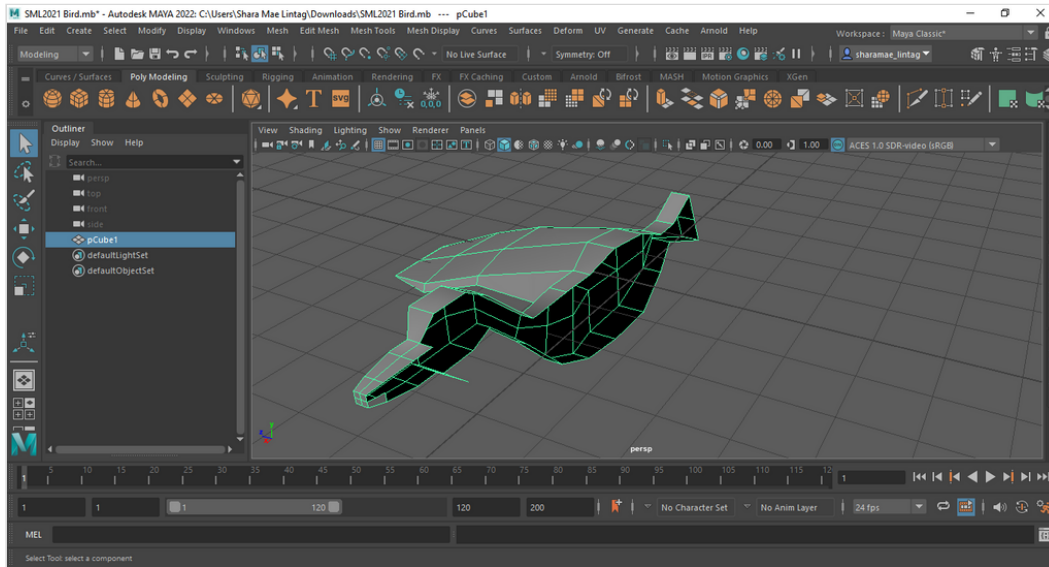 SML2021 Bird.mb* - Autodesk MAYA 2022: C:\Users\Shara Mae Lintag\Downloads\SML2021 Bird.mb --- pCube1
File Edit Create Select Modify Display Windows Mesh Edit Mesh Mesh Tools Mesh Display Curves Surfaces Deform UV Generate Cache Arnold Help Workspace : Maya Classic*
Modeling No Live Surface Symmetry: Off sharamae_lintag
Curves / Surfaces Poly Modeling Sculpting Rigging Animation Rendering FX FX Caching Custom Arnold Bifrost MASH Motion Graphics XGen
T svg 0,0,0
Outliner
Display Show Help
Search...
persp
top
front
side
pCube1
defaultLightSet
defaultObjectSet
View Shading Lighting Show Renderer Panels
0.00 1.00 ACES 1.0 SDR-video (sRGB)
y
z
persp
M
5 10 15 20 25 30 35 40 45 50 55 60 65 70 75 80 85 90 95 100 105 110 115 12
1 1
1 1 1 120 120 200 No Character Set No Anim Layer 24 fps
MEL
Select Tool: select a component